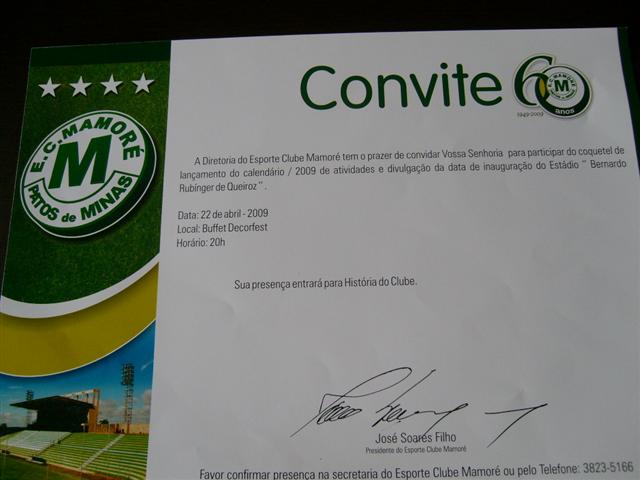 Convite 60
1949-2009
anos
E.C.MAMORÉ
M
PATOS de MINAS
A Diretoria do Esporte Clube Mamoré tem o prazer de convidar Vossa Senhoria para participar do coquetel de
lançamento do calendário / 2009 de atividades e divulgação da data de inauguração do Estádio " Bernardo
Rubínger de Queiroz " .
Data: 22 de abril - 2009
Local: Buffet Decorfest
Horário: 20h
Sua presença entrará para História do Clube.
José Soares Filho
Presidente do Esporte Clube Mamoré
Favor confirmar presença na secretaria do Esporte Clube Mamoré ou pelo Telefone: 3823-5166